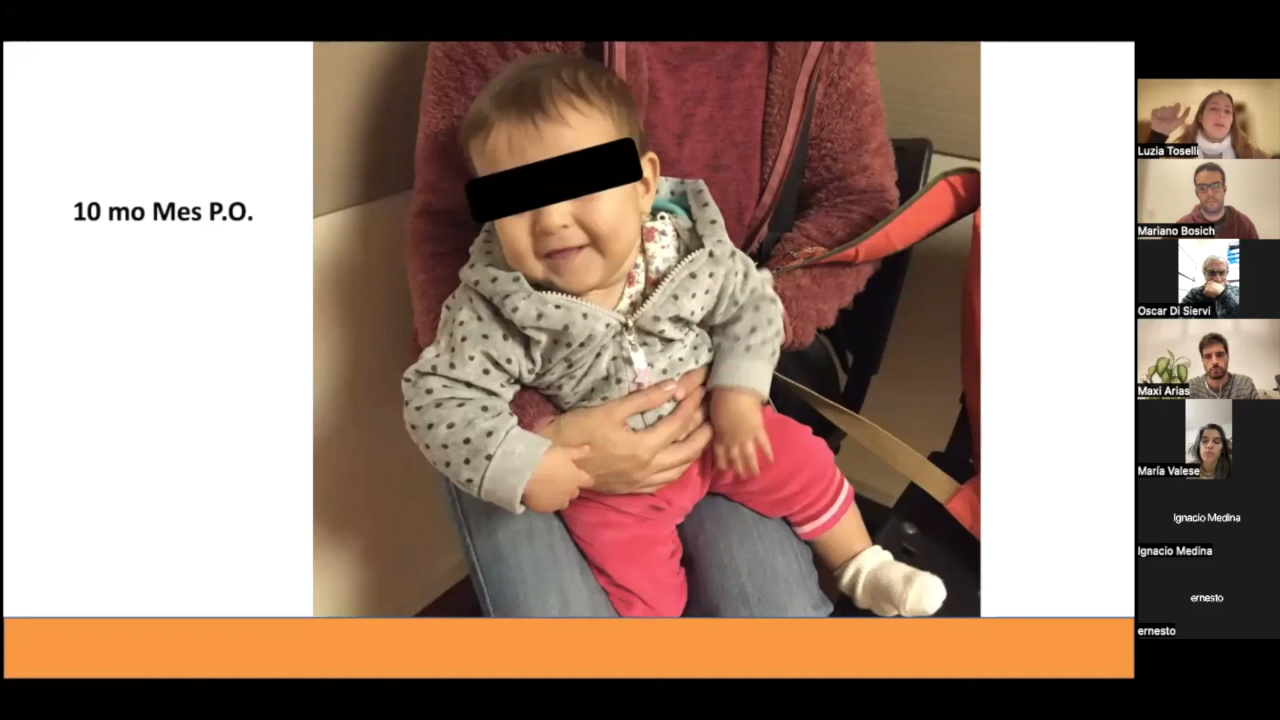 10 mo Mes P.O.
Luzia Toselli
Mariano Bosich
Oscar Di Siervi
Maxi Arias
María Valese
Ignacio Medina
Ignacio Medina
ernesto
ernesto